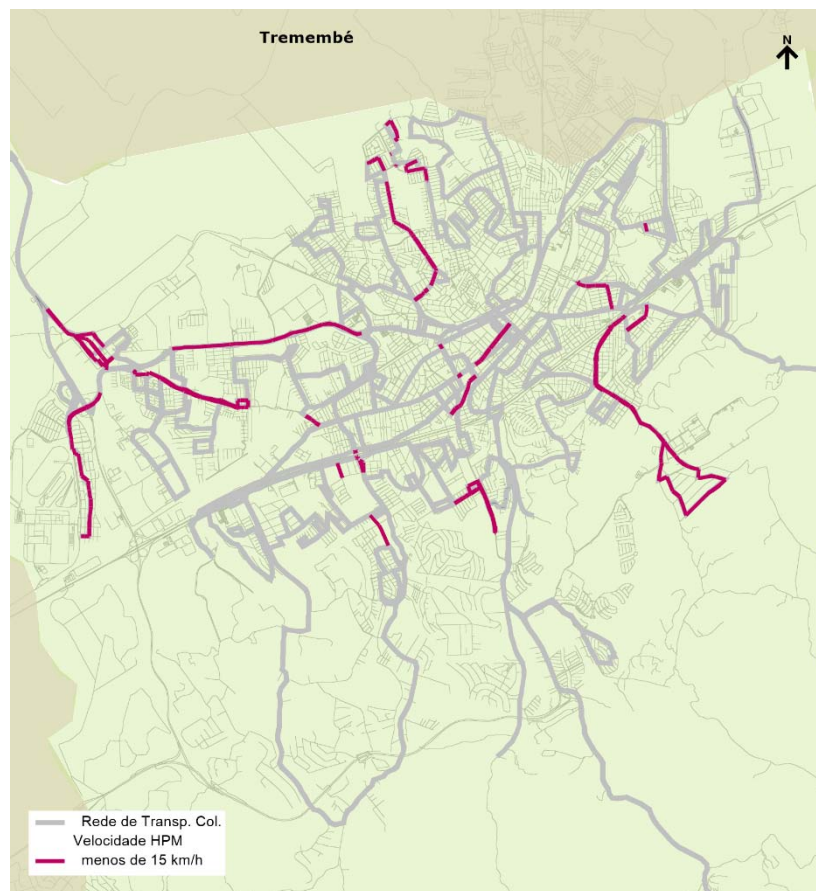 Tremembé
N
Rede de Transp. Col.
Velocidade HPM
menos de 15 km/h